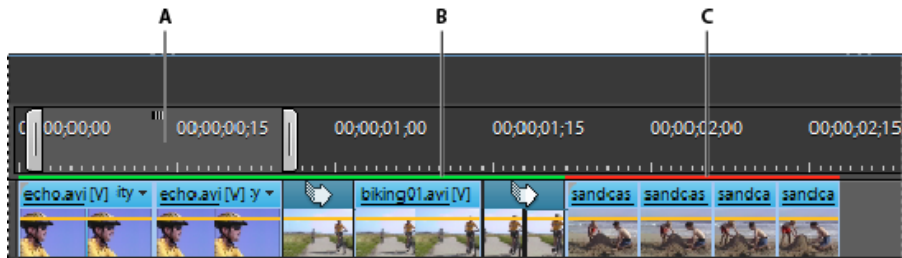 A B C
00;00;00 00;00;00;15 00;00;01;00 00;00;01;15 00;00;02;00 00;00;02;15
echo.avi [V] ity echo.avi [V] :y biking01.avi [V] sandcas sandcas sandca sandca